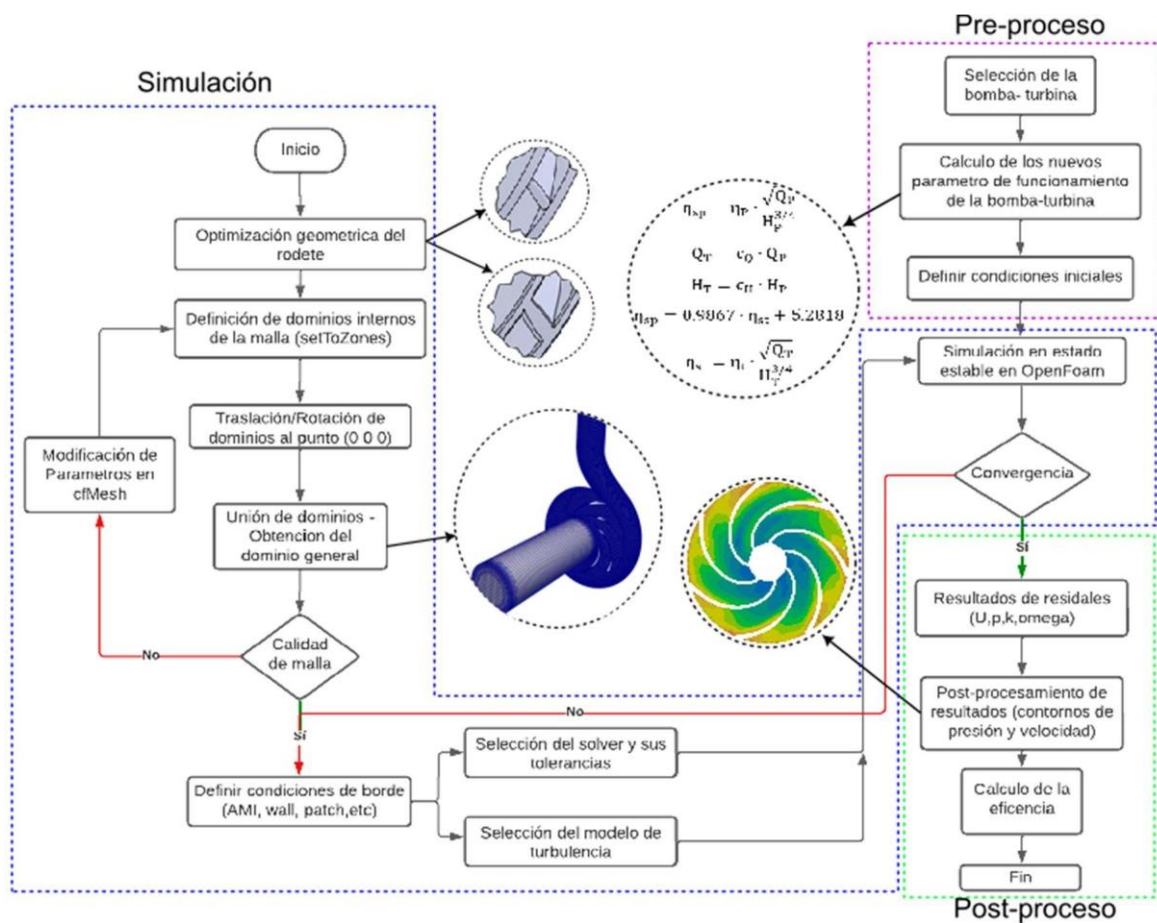 Pre-proceso
Simulación
Selección de la
bomba- turbina
Inicio
Calculo de los nuevos
parametro de funcionamiento
de la bomba-turbina
Optimización geometrica del
rodete
Definir condiciones iniciales
Definición de dominios internos
de la malla (setToZones)
Simulación en estado
estable en OpenFoam
Traslación/Rotación de
dominios al punto (0 0 0)
Modificación de
Parametros en
cfMesh
Convergencia
Unión de dominios -
Obtencion del
dominio general
Sí
Calidad
de malla
No
Resultados de residales
(U,p,k,omega)
No
Sí
Post-procesamiento de
resultados (contornos de
presión y velocidad)
Selección del solver y sus
tolerancias
Definir condiciones de borde
(AMI, wall, patch,etc)
Calculo de la
eficencia
Selección del modelo de
turbulencia
Fin
Post-proceso